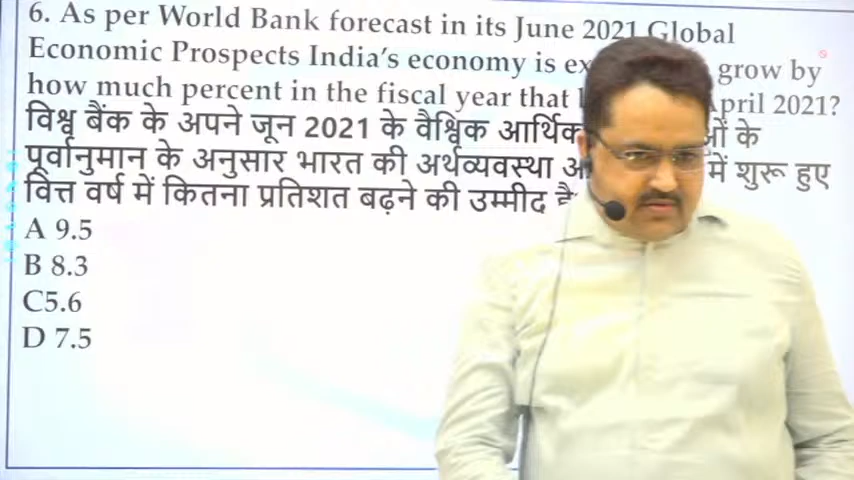 6. As per World Bank forecast in its June 2021 Global
Economic Prospects India's economy is grow by
how much percent in the fiscal year that April 2021?
विश्व बैंक के अपने जून 2021 के वैश्विक आर्थिक के
पूर्वानुमान के अनुसार भारत की अर्थव्यवस्था में शुरू हुए
वित्त वर्ष में कितना प्रतिशत बढ़ने की उम्मीद है
A 9.5
B 8.3
C5.6
D 7.5